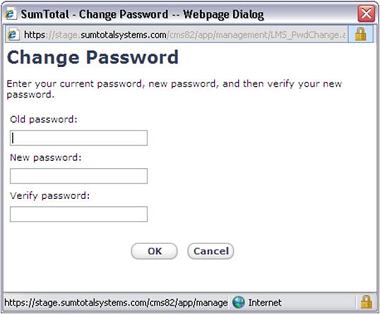 SumTotal - Change Password -- Webpage Dialog
https://stage.sumtotalsystems.com/cms82/app/management/LMS_PwdChange.a
Change Password
Enter your current password, new password, and then verify your new
password.
Old password:
New password:
Verify password:
OK Cancel
https://stage.sumtotalsystems.com/cms82/app/manage Internet